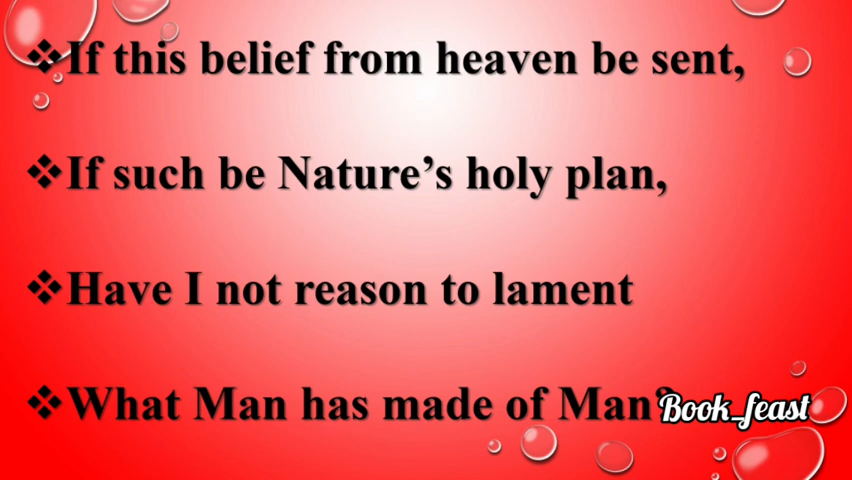 ❖If this belief from heaven be sent,
❖If such be Nature’s holy plan,
❖Have I not reason to lament
❖What Man has made of Man?
Book_feast